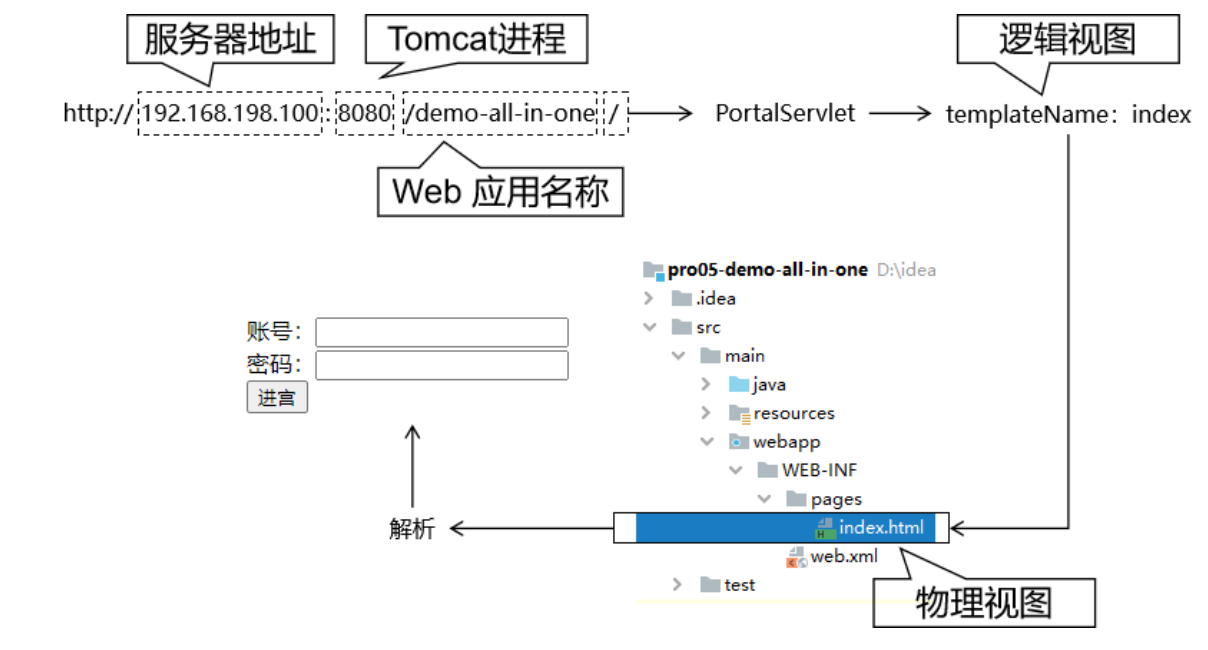 服务器地址
Tomcat进程
逻辑视图
http://192.168.198.100:8080/demo-all-in-one/
PortalServlet
templateName：index
Web 应用名称
pro05-demo-all-in-one D:\idea
.idea
src
main
java
resources
webapp
WEB-INF
pages
index.html
web.xml
test
账号：
密码：
进宫
解析
物理视图